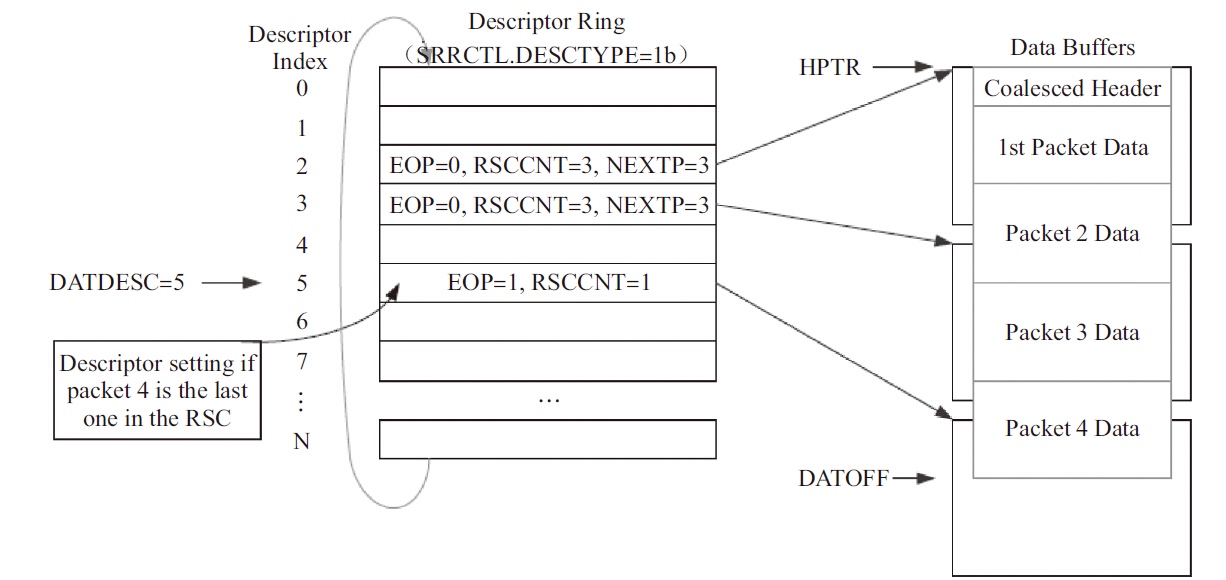 Descriptor Ring
Descriptor
Index
（SRRCTL.DESCTYPE=1b）
Data Buffers
HPTR
Coalesced Header
0
1
1st Packet Data
2
EOP=0, RSCCNT=3, NEXTP=3
3
EOP=0, RSCCNT=3, NEXTP=3
Packet 2 Data
4
DATDESC=5
5
EOP=1, RSCCNT=1
6
Packet 3 Data
Descriptor setting if
packet 4 is the last
one in the RSC
7
⋮
...
N
Packet 4 Data
DATOFF